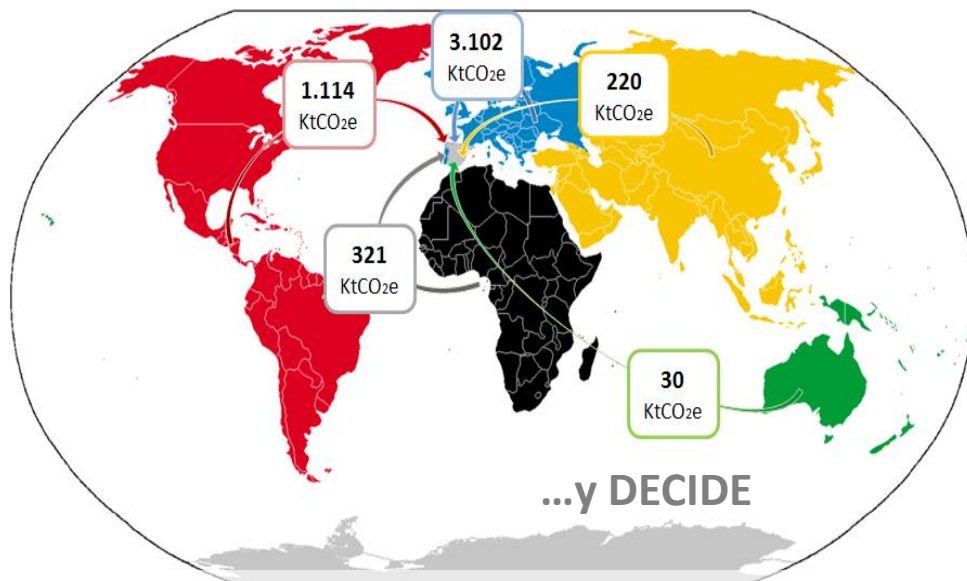 3.102
KtCO2e
1.114
KtCO2e
220
KtCO2e
321
KtCO2e
30
KtCO2e
...y DECIDE